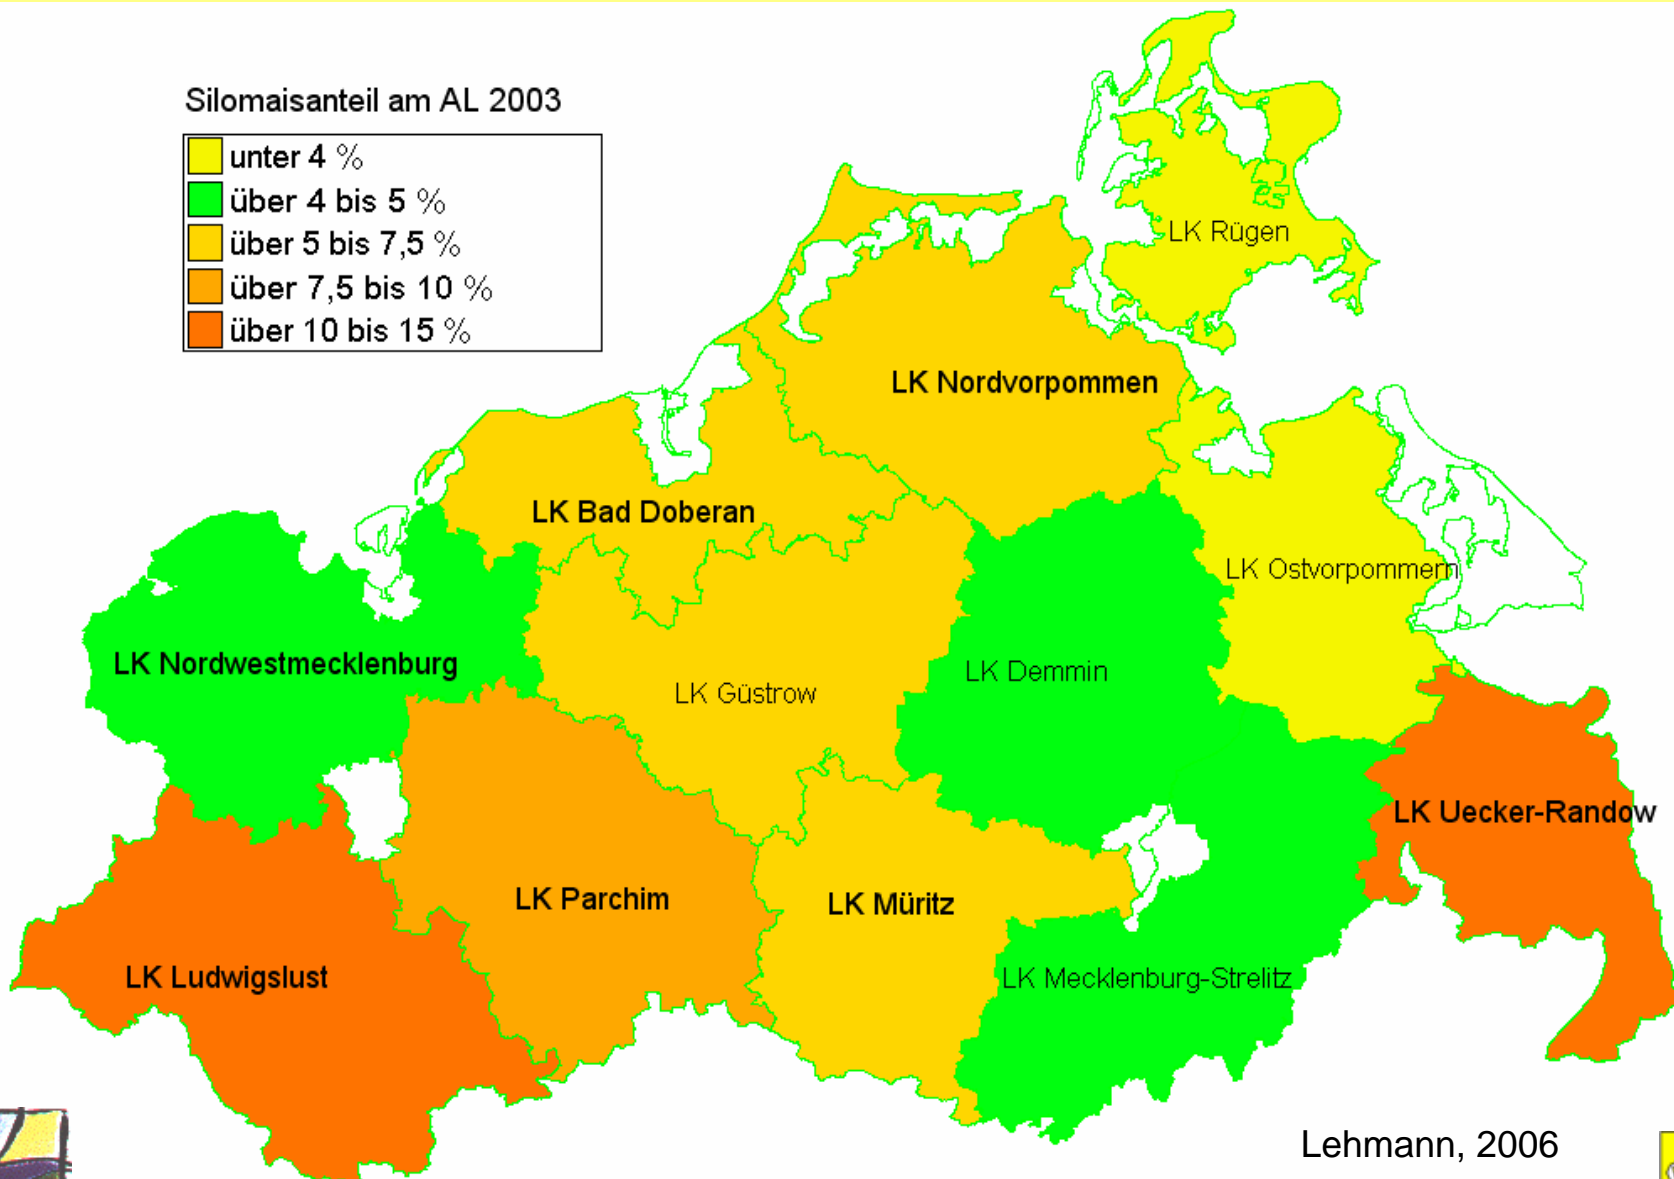 Silomaisanteil am AL 2003
unter 4 %
über 4 bis 5 %
über 5 bis 7,5 %
über 7,5 bis 10 %
über 10 bis 15 %
LK Rügen
LK Nordvorpommen
LK Bad Doberan
LK Ostvorpommern
LK Nordwestmecklenburg
LK Güstrow
LK Demmin
LK Uecker-Randow
LK Parchim
LK Müritz
LK Ludwigslust
LK Mecklenburg-Strelitz
Lehmann, 2006